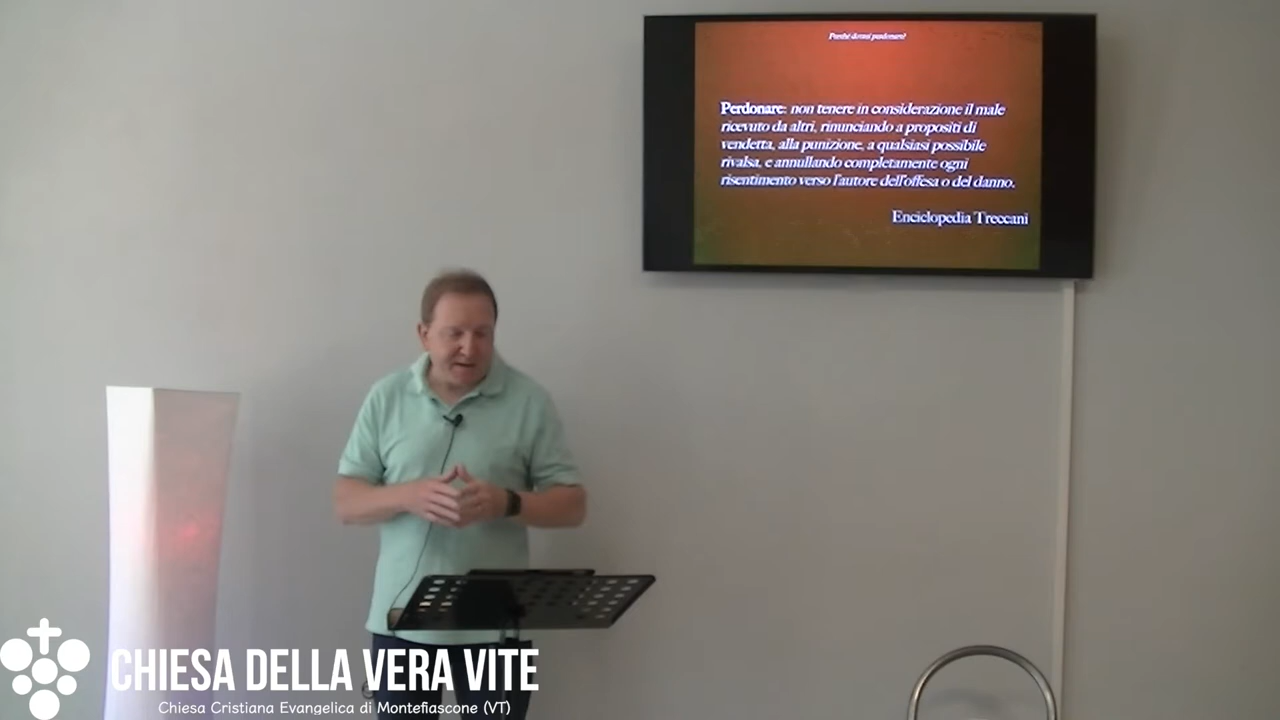 Perché dovrei perdonare?
Perdonare: non tenere in considerazione il male
ricevuto da altri, rinunciando a propositi di
vendetta, alla punizione, a qualsiasi possibile
rivalsa, e annullando completamente ogni
risentimento verso l'autore dell'offesa o del danno.
Enciclopedia Treccani
CHIESA DELLA VERA VITE
Chiesa Cristiana Evangelica di Montefiascone (VT)